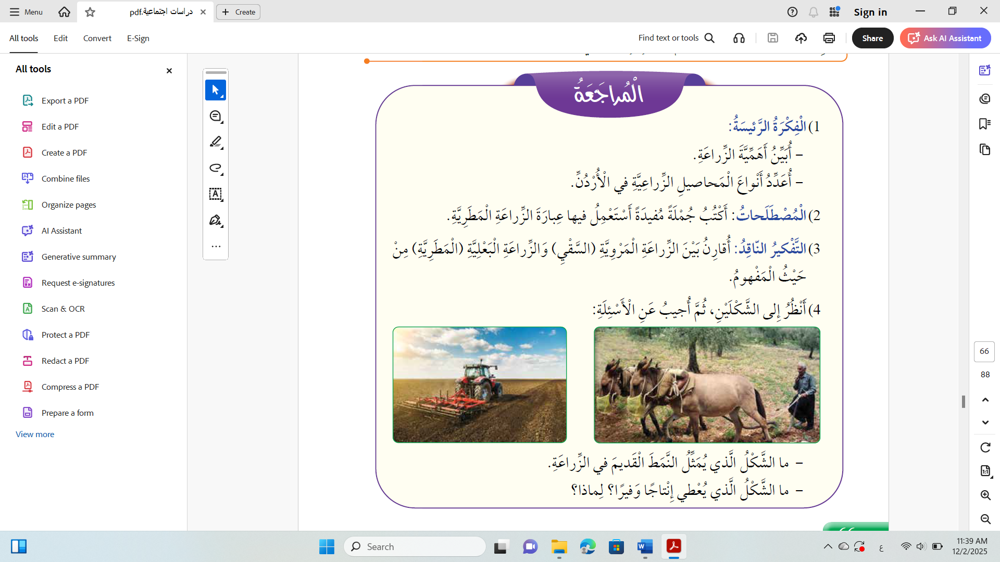 Menu
دراسات اجتماعية.pdf
Create
Sign in
All tools
Edit
Convert
E-Sign
Find text or tools
Share
Ask AI Assistant
All tools
Export a PDF
Edit a PDF
Create a PDF
Combine files
Organize pages
AI Assistant
Generative summary
Request e-signatures
Scan & OCR
Protect a PDF
Redact a PDF
Compress a PDF
Prepare a form
View more
الْمُراجَعَةُ
1) الْفِكْرَةُ الرَّئيسَةُ:
– أُبَيِّنُ أَهَمِّيَّةَ الزِّراعَةِ.
– أُعَدِّدُ أَنْواعَ الْمَحاصيلِ الزِّراعِيَّةِ في الْأُرْدُنِّ.
2) الْمُصْطَلَحاتُ: أَكْتُبُ جُمْلَةً مُفيدَةً أَسْتَعْمِلُ فيها عِبارَةَ الزِّراعَةِ الْمَطَرِيَّةِ.
3) التَّفْكيرُ النّاقِدُ: أُقارِنُ بَيْنَ الزِّراعَةِ الْمَرْوِيَّةِ (السَّقْيِ) وَالزِّراعَةِ الْبَعْلِيَّةِ (الْمَطَرِيَّةِ) مِنْ
حَيْثُ الْمَفْهومُ.
4) أَنْظُرُ إِلى الشَّكْلَيْنِ، ثُمَّ أُجيبُ عَنِ الْأَسْئِلَةِ:
– ما الشَّكْلُ الَّذي يُمَثِّلُ النَّمَطَ الْقَديمَ في الزِّراعَةِ.
– ما الشَّكْلُ الَّذي يُعْطي إِنْتاجًا وَفيرًا؟ لِماذا؟
66
88
1:1
Search
ع
11:39 AM
12/2/2025